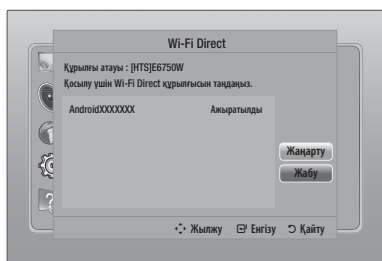 Wi-Fi Direct
Құрылғы атауы : [HTS]E6750W
Қосылу үшін Wi-Fi Direct құрылғысын таңдаңыз.
AndroidXXXXXXX Ажыратылды
Жаңарту
Жабу
Жылжу Енгізу Қайту